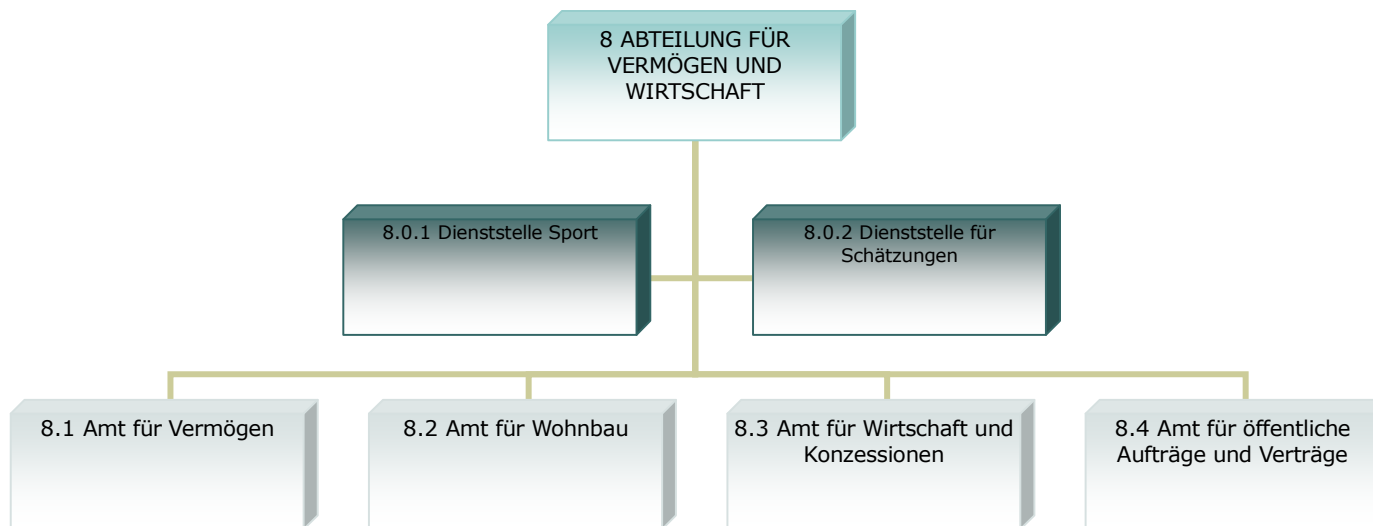 8 ABTEILUNG FÜR
VERMÖGEN UND
WIRTSCHAFT
8.0.1 Dienststelle Sport
8.0.2 Dienststelle für
Schätzungen
8.1 Amt für Vermögen
8.2 Amt für Wohnbau
8.3 Amt für Wirtschaft und
Konzessionen
8.4 Amt für öffentliche
Aufträge und Verträge